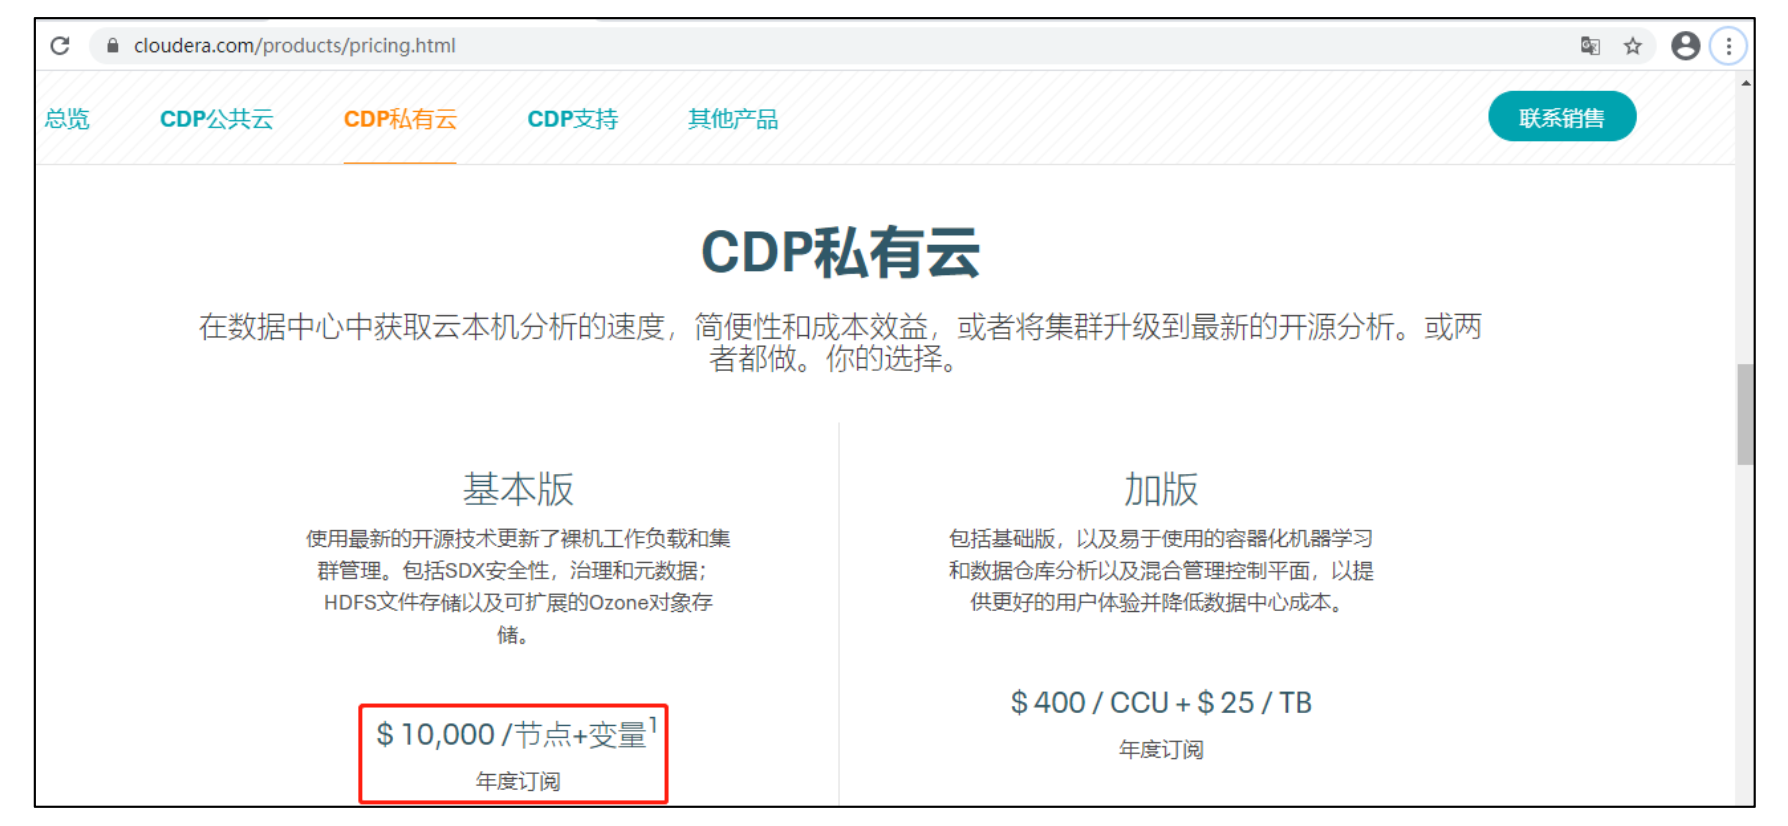 cloudera.com/products/pricing.html
总览 CDP公共云 CDP私有云 CDP支持 其他产品 联系销售
CDP私有云
在数据中心中获取云本机分析的速度，简便性和成本效益，或者将集群升级到最新的开源分析。或两
者都做。你的选择。
基本版
使用最新的开源技术更新了裸机工作负载和集
群管理。包括SDX安全性，治理和元数据；
HDFS文件存储以及可扩展的Ozone对象存
储。
$ 10,000 /节点+变量1
年度订阅
加版
包括基础版，以及易于使用的容器化机器学习
和数据仓库分析以及混合管理控制平面，以提
供更好的用户体验并降低数据中心成本。
$ 400 / CCU + $ 25 / TB
年度订阅